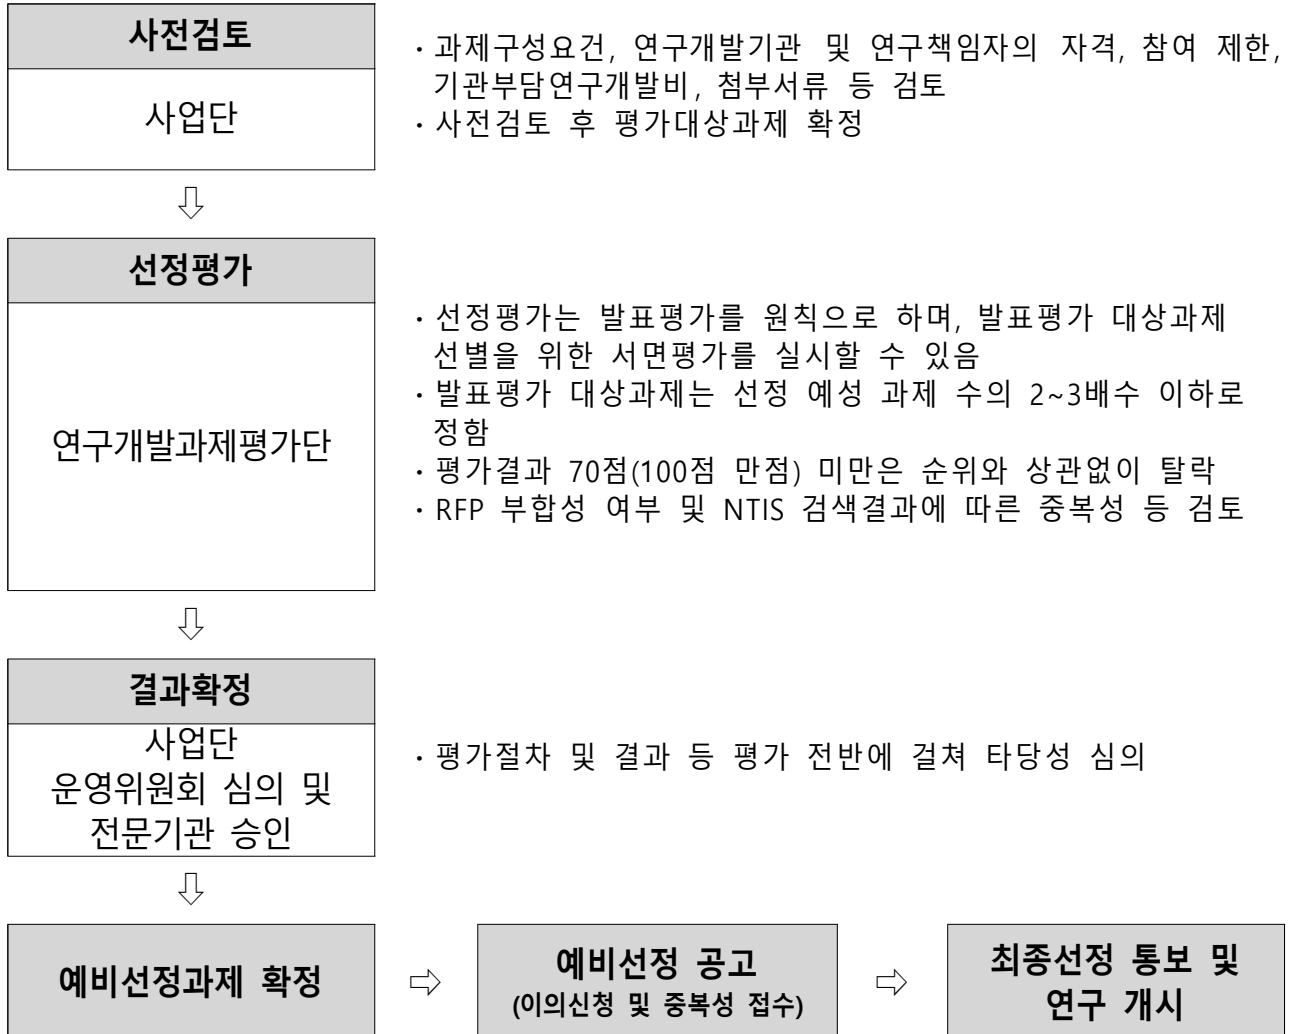 사전검토
사업단
· 과제구성요건, 연구개발기관 및 연구책임자의 자격, 참여 제한,
기관부담연구개발비, 첨부서류 등 검토
· 사전검토 후 평가대상과제 확정
⇩
선정평가
연구개발과제평가단
· 선정평가는 발표평가를 원칙으로 하며, 발표평가 대상과제
선별을 위한 서면평가를 실시할 수 있음
· 발표평가 대상과제는 선정 예성 과제 수의 2~3배수 이하로
정함
· 평가결과 70점(100점 만점) 미만은 순위와 상관없이 탈락
· RFP 부합성 여부 및 NTIS 검색결과에 따른 중복성 등 검토
⇩
결과확정
사업단
운영위원회 심의 및
전문기관 승인
· 평가절차 및 결과 등 평가 전반에 걸쳐 타당성 심의
⇩
예비선정과제 확정
⇨
예비선정 공고
(이의신청 및 중복성 접수)
⇨
최종선정 통보 및
연구 개시